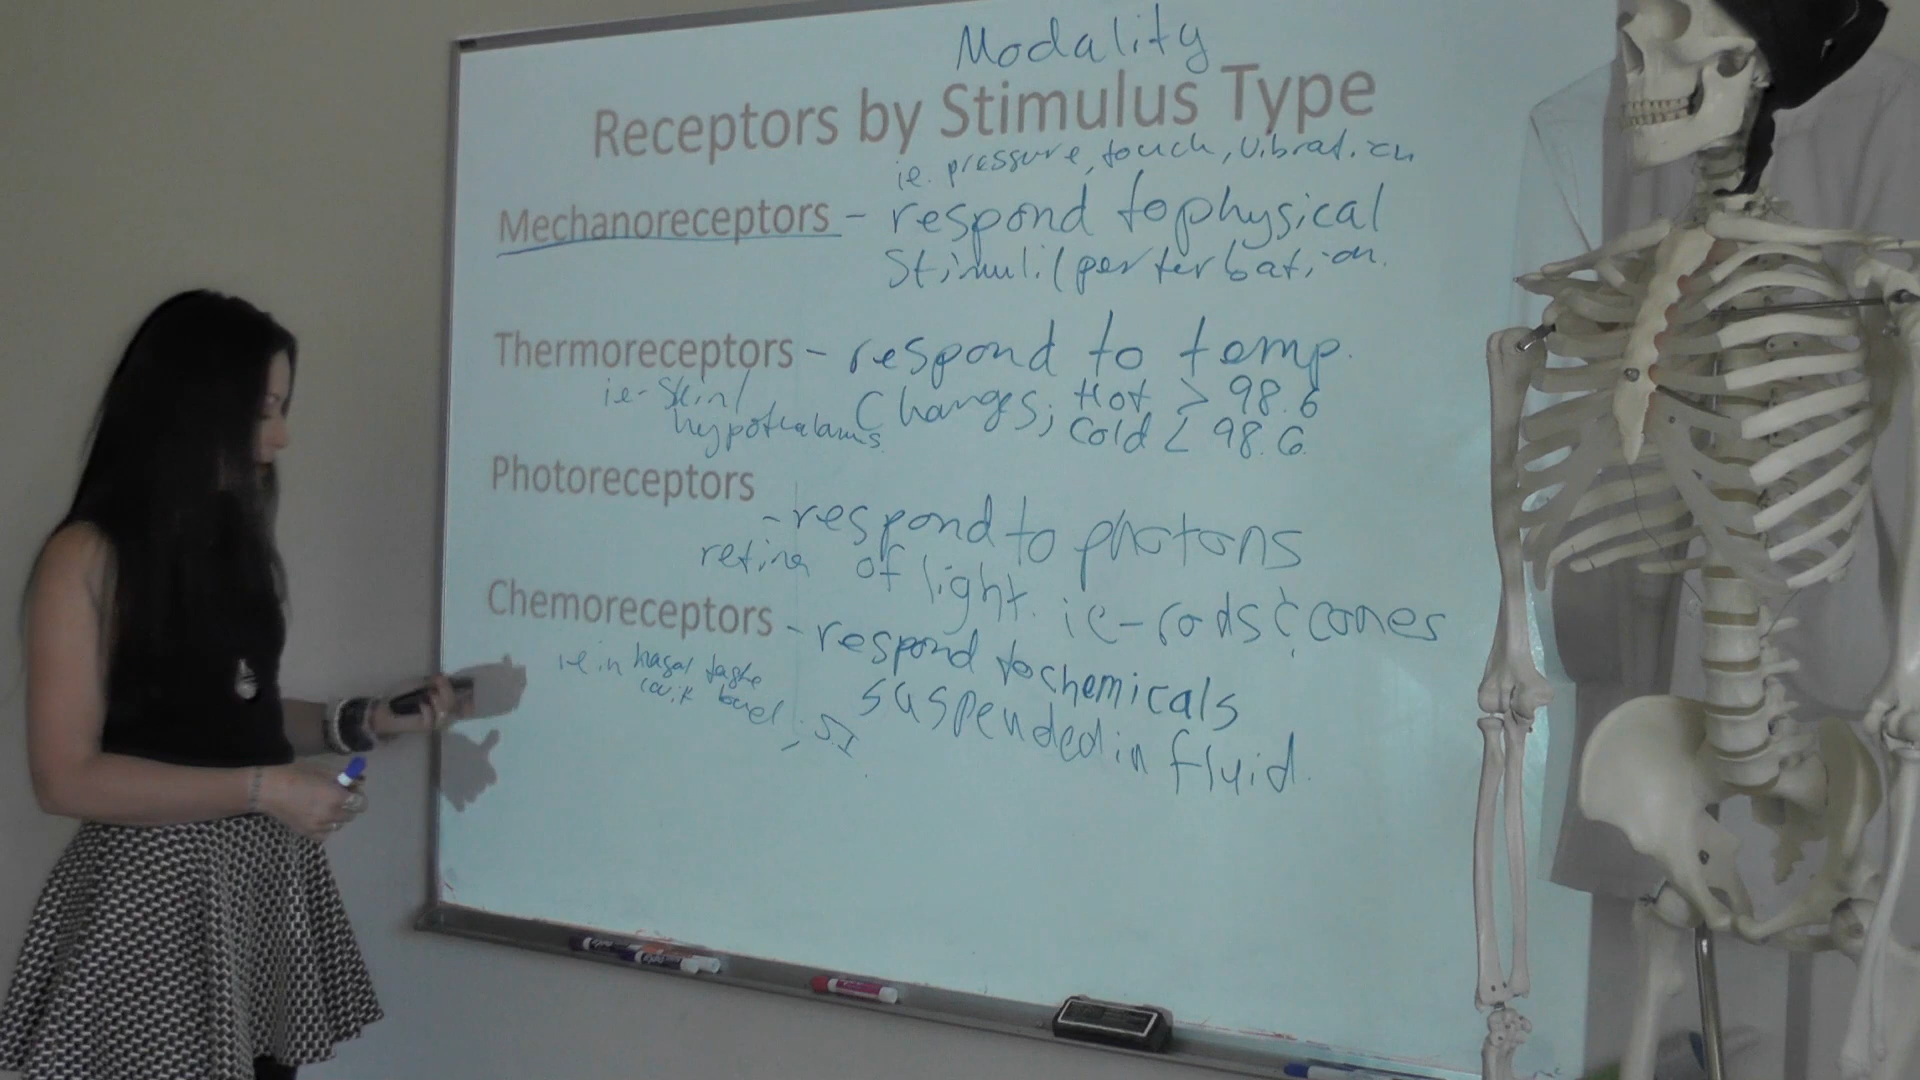 Modality
Receptors by Stimulus Type
ie. pressure, touch, vibration
Mechanoreceptors - respond to physical
Stimuli/perterbation.
Thermoreceptors - respond to temp.
ie- skin/
hypothalamus
Changes; Hot > 98.6
Cold < 98.6
Photoreceptors
- respond to photons
retina
of light. ie-rods & cones
Chemoreceptors - respond to chemicals
suspended in fluid.
i-e in nasal taste
; SI